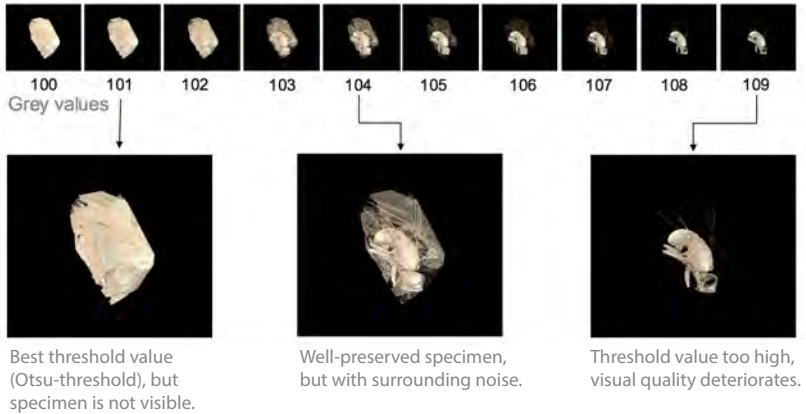 100 101 102 103 104 105 106 107 108 109
Grey values
Best threshold value
(Otsu-threshold), but
specimen is not visible.
Well-preserved specimen,
but with surrounding noise.
Threshold value too high,
visual quality deteriorates.